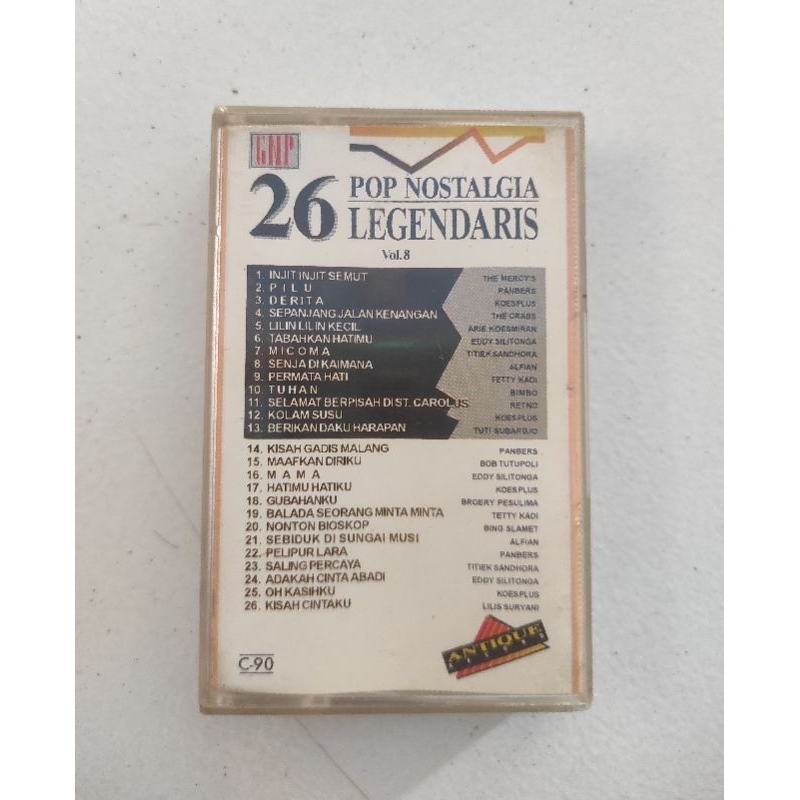 GMP
26 POP NOSTALGIA
LEGENDARIS
Vol.8
1. INJIT INJIT SEMUT THE MERCY'S
2. P I L U PANBERS
3. D E R I T A KOESPLUS
4. SEPANJANG JALAN KENANGAN THE CRABS
5. LILIN LILIN KECIL ARIE KOESMIRAN
6. TABAHKAN HATIMU EDDY SILITONGA
7. M I C O M A TITIEK SANDHORA
8. SENJA DI KAIMANA ALFIAN
9. PERMATA HATI TETTY KADI
10. T U H A N BIMBO
11. SELAMAT BERPISAH DI ST. CAROLUS RETNO
12. KOLAM SUSU KOESPLUS
13. BERIKAN DAKU HARAPAN TUTI SUBARDJO
14. KISAH GADIS MALANG PANBERS
15. MAAFKAN DIRIKU BOB TUTUPOLI
16. M A M A EDDY SILITONGA
17. HATIMU HATIKU KOESPLUS
18. GUBAHANKU BROERY PESULIMA
19. BALADA SEORANG MINTA MINTA TETTY KADI
20. NONTON BIOSKOP BING SLAMET
21. SEBIDUK DI SUNGAI MUSI ALFIAN
22. PELIPUR LARA PANBERS
23. SALING PERCAYA TITIEK SANDHORA
24. ADAKAH CINTA ABADI EDDY SILITONGA
25. OH KASIHKU KOESPLUS
26. KISAH CINTAKU LILIS SURYANI
ANTIQUE
C-90